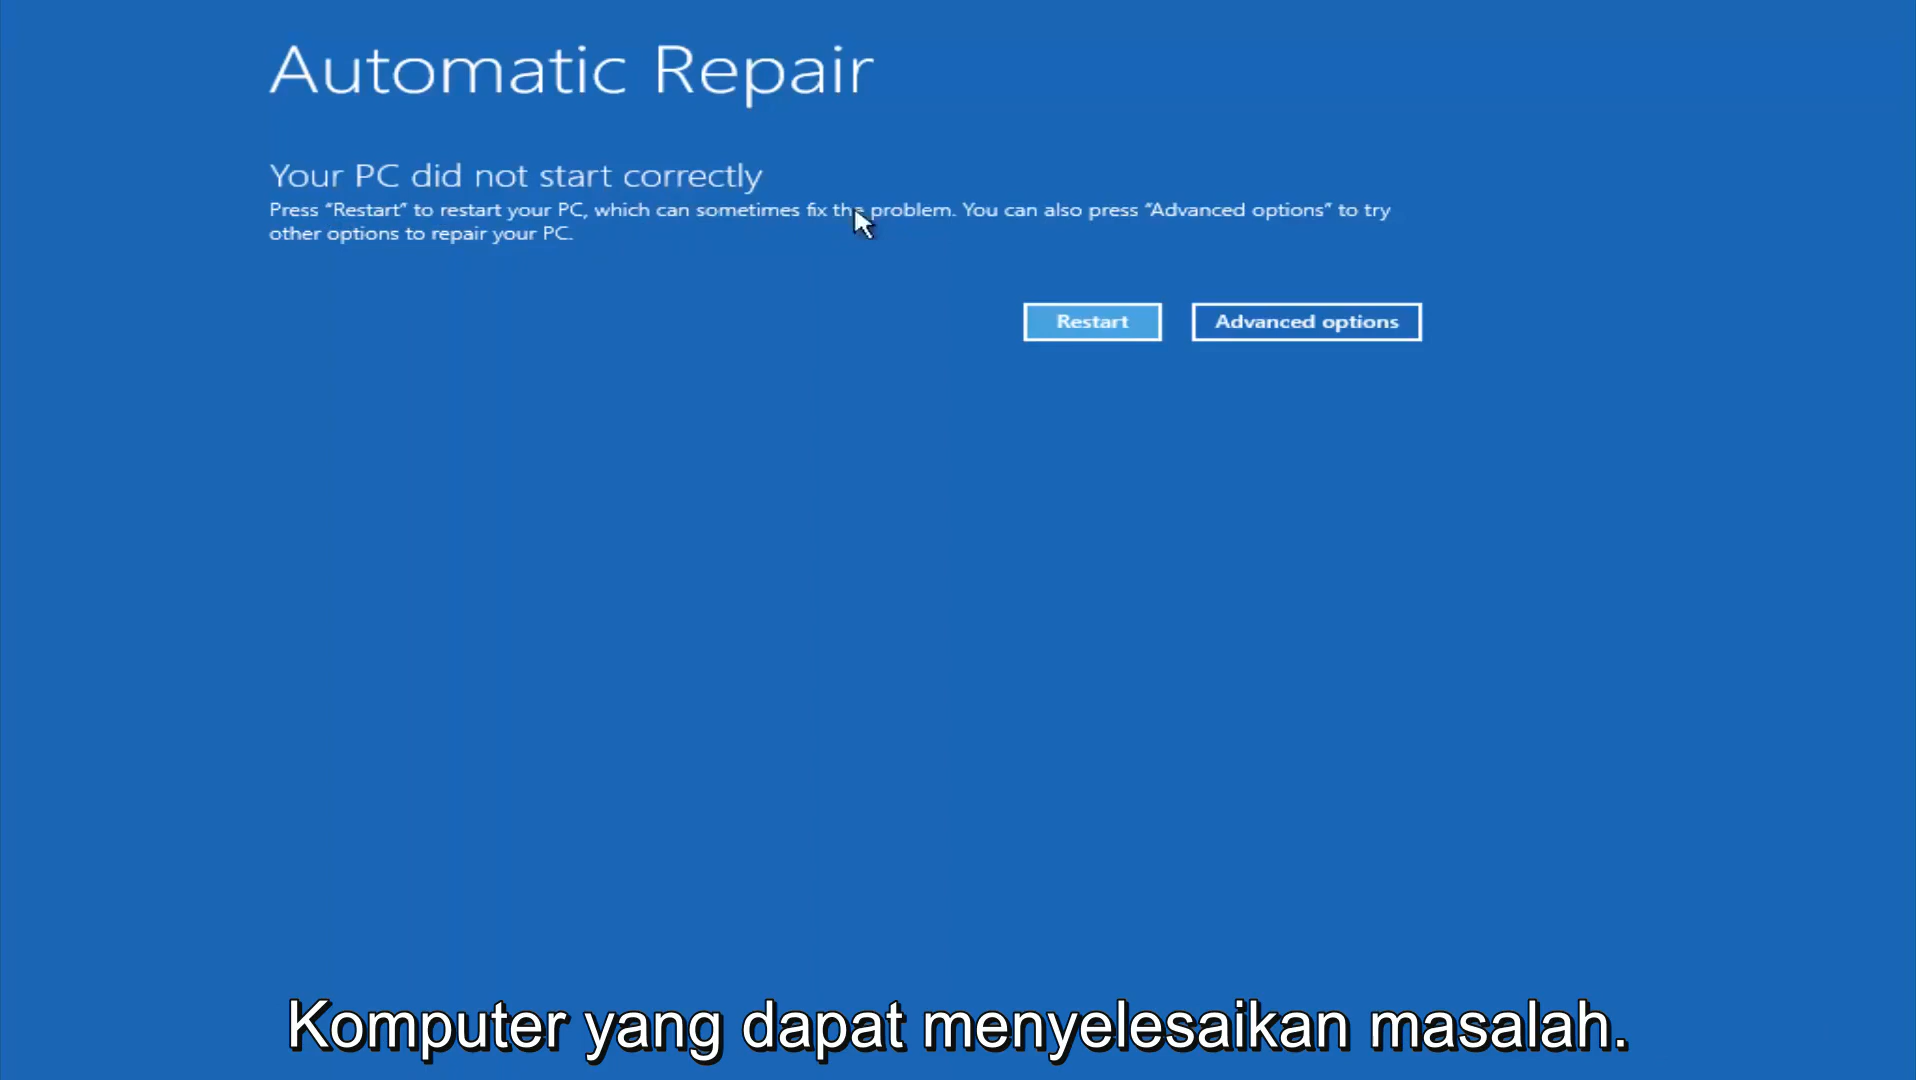 Automatic Repair
Your PC did not start correctly
Press “Restart” to restart your PC, which can sometimes fix the problem. You can also press “Advanced options” to try
other options to repair your PC.
Restart
Advanced options
Komputer yang dapat menyelesaikan masalah.